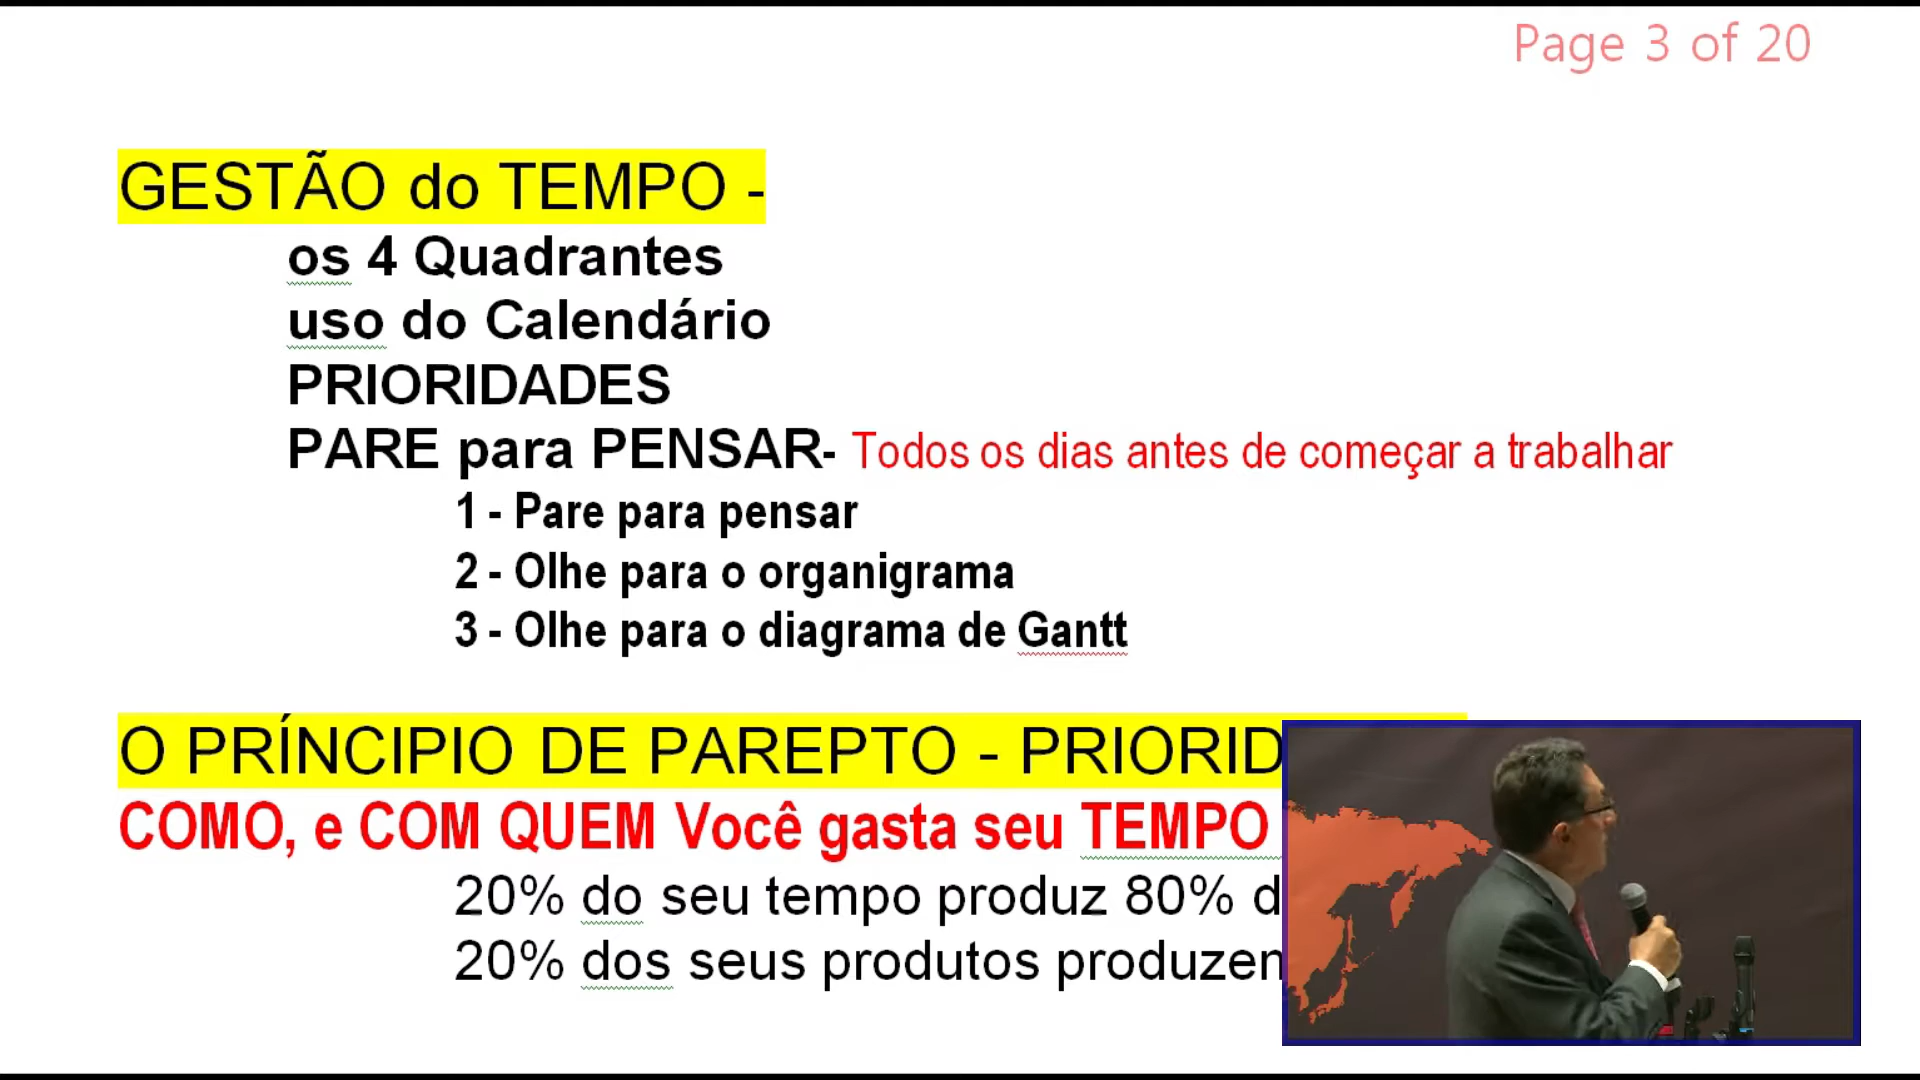 Page 3 of 20
GESTÃO do TEMPO -
os 4 Quadrantes
uso do Calendário
PRIORIDADES
PARE para PENSAR- Todos os dias antes de começar a trabalhar
1 - Pare para pensar
2 - Olhe para o organigrama
3 - Olhe para o diagrama de Gantt
O PRÍNCIPIO DE PAREPTO - PRIORID
COMO, e COM QUEM Você gasta seu TEMPO
20% do seu tempo produz 80% d
20% dos seus produtos produzem